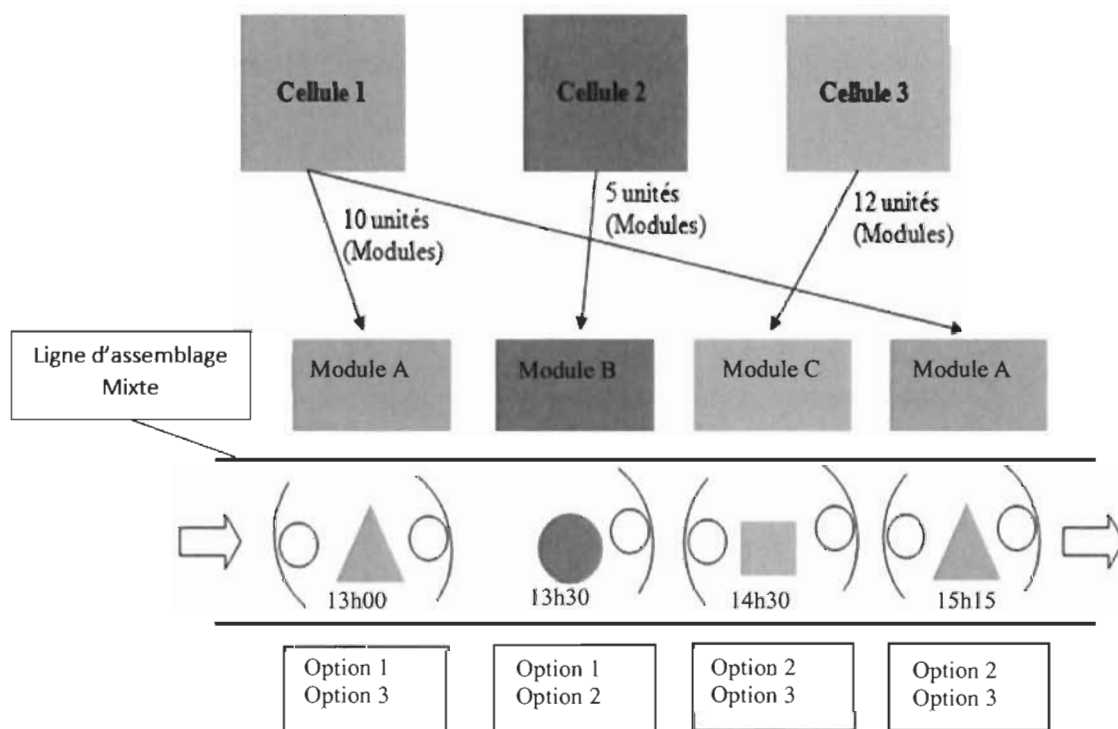 Cellule 1
Cellule 2
Cellule 3
10 unités
(Modules)
5 unités
(Modules)
12 unités
(Modules)
Ligne d'assemblage
Mixte
Module A
Module B
Module C
Module A
13h00
13h30
14h30
15h15
Option 1
Option 3
Option 1
Option 2
Option 2
Option 3
Option 2
Option 3